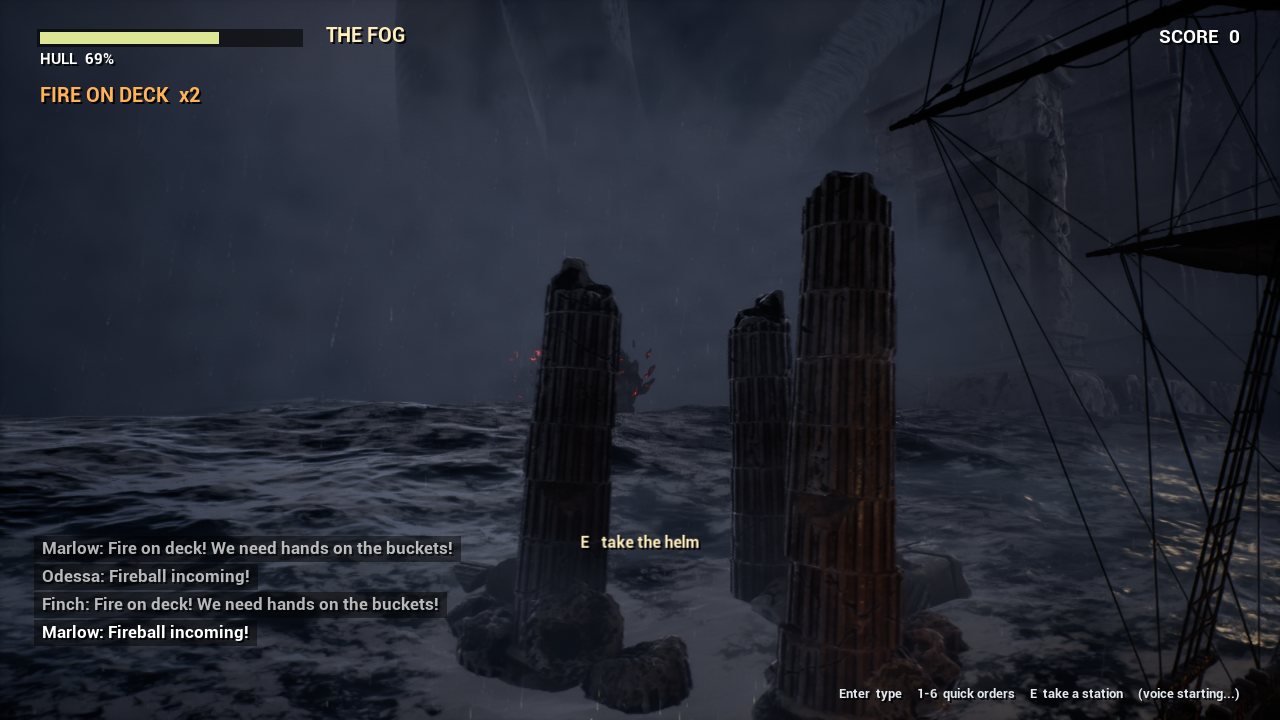 THE FOG
SCORE 0
HULL 69%
FIRE ON DECK x2
E take the helm
Marlow: Fire on deck! We need hands on the buckets!
Odessa: Fireball incoming!
Finch: Fire on deck! We need hands on the buckets!
Marlow: Fireball incoming!
Enter type 1-6 quick orders E take a station (voice starting...)